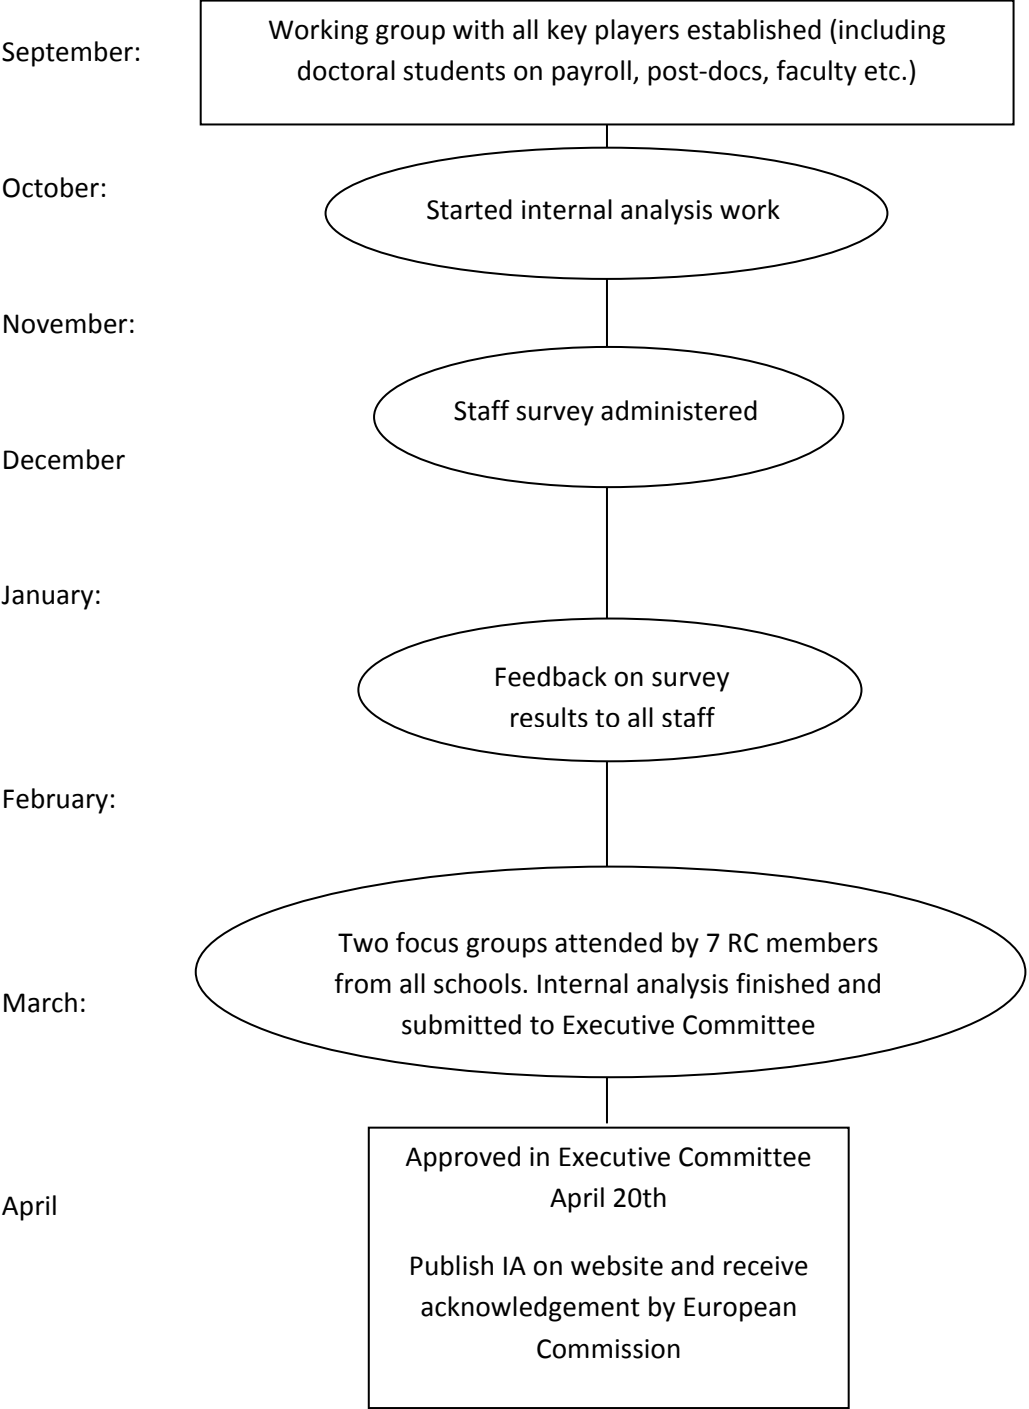 September:
Working group with all key players established (including
doctoral students on payroll, post-docs, faculty etc.)
October:
Started internal analysis work
November:
Staff survey administered
December
January:
Feedback on survey
results to all staff
February:
Two focus groups attended by 7 RC members
from all schools. Internal analysis finished and
submitted to Executive Committee
March:
Approved in Executive Committee
April 20th
April
Publish IA on website and receive
acknowledgement by European
Commission